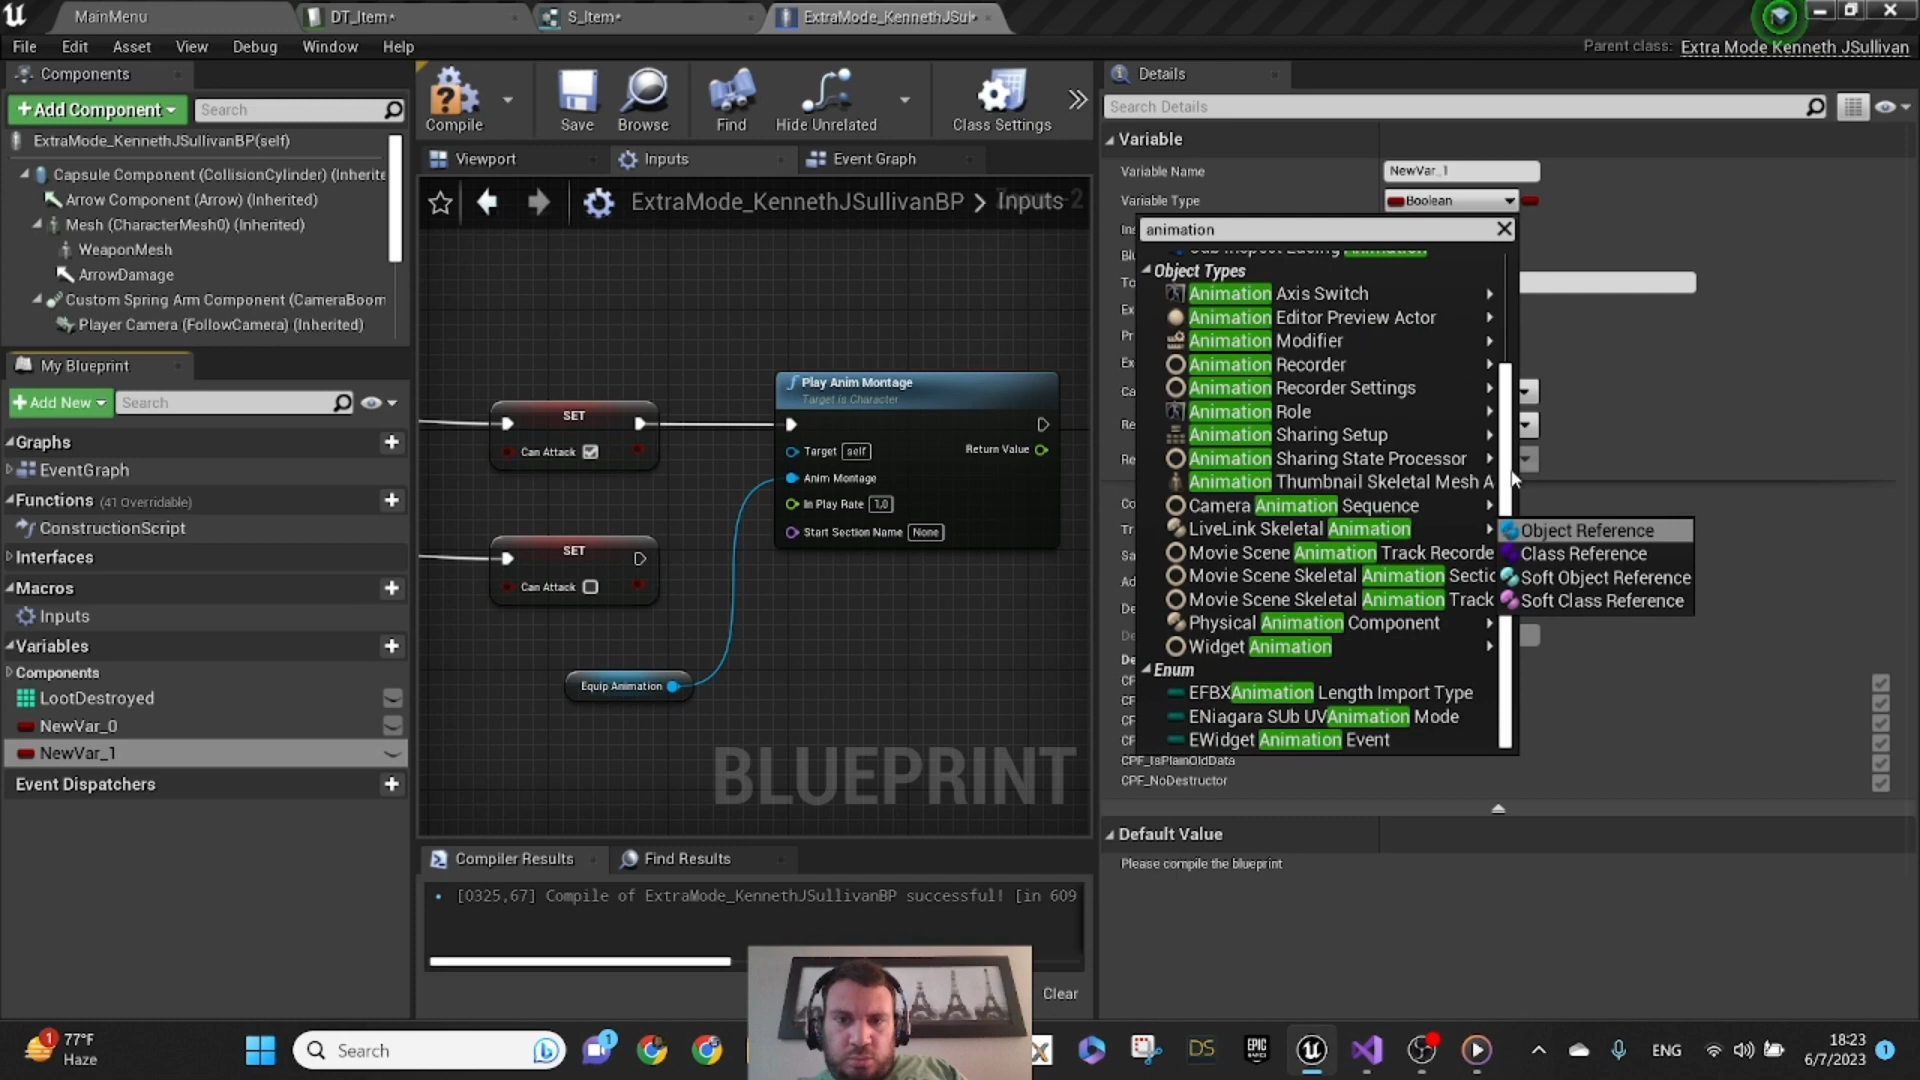 MainMenu
DT_Item*
S_Item*
ExtraMode_KennethJSul
File Edit Asset View Debug Window Help
Parent class: Extra Mode Kenneth JSullivan
Components
+Add Component
Search
ExtraMode_KennethJSullivanBP(self)
Capsule Component (CollisionCylinder) (Inherite
Arrow Component (Arrow) (Inherited)
Mesh (CharacterMesh0) (Inherited)
WeaponMesh
ArrowDamage
Custom Spring Arm Component (CameraBoom
Player Camera (FollowCamera) (Inherited)
My Blueprint
+Add New
Search
Graphs
EventGraph
Functions (41 Overridable)
ConstructionScript
Interfaces
Macros
Inputs
Variables
Components
LootDestroyed
NewVar_0
NewVar_1
Event Dispatchers
Compile
Save
Browse
Find
Hide Unrelated
Class Settings
Viewport
Inputs
Event Graph
ExtraMode_KennethJSullivanBP > Inputs
SET
Can Attack
SET
Can Attack
Play Anim Montage
Target is Character
Target self
Return Value
Anim Montage
In Play Rate 1.0
Start Section Name None
Equip Animation
BLUEPRINT
Compiler Results
Find Results
[0325,67] Compile of ExtraMode_KennethJSullivanBP successful! [in 609
Clear
Details
Search Details
Variable
Variable Name NewVar_1
Variable Type Boolean
animation
Object Types
Animation Axis Switch
Animation Editor Preview Actor
Animation Modifier
Animation Recorder
Animation Recorder Settings
Animation Role
Animation Sharing Setup
Animation Sharing State Processor
Animation Thumbnail Skeletal Mesh A
Camera Animation Sequence
LiveLink Skeletal Animation
Movie Scene Animation Track Recorde
Movie Scene Skeletal Animation Sectio
Movie Scene Skeletal Animation Track
Physical Animation Component
Widget Animation
Enum
EFBXAnimation Length Import Type
ENiagara SUb UVAnimation Mode
EWidget Animation Event
Object Reference
Class Reference
Soft Object Reference
Soft Class Reference
CPF_IsPlainOldData
CPF_NoDestructor
Default Value
Please compile the blueprint
1
77°F
Haze
Search
1
DS
EPIC GAMES
ENG
18:23
6/7/2023
1